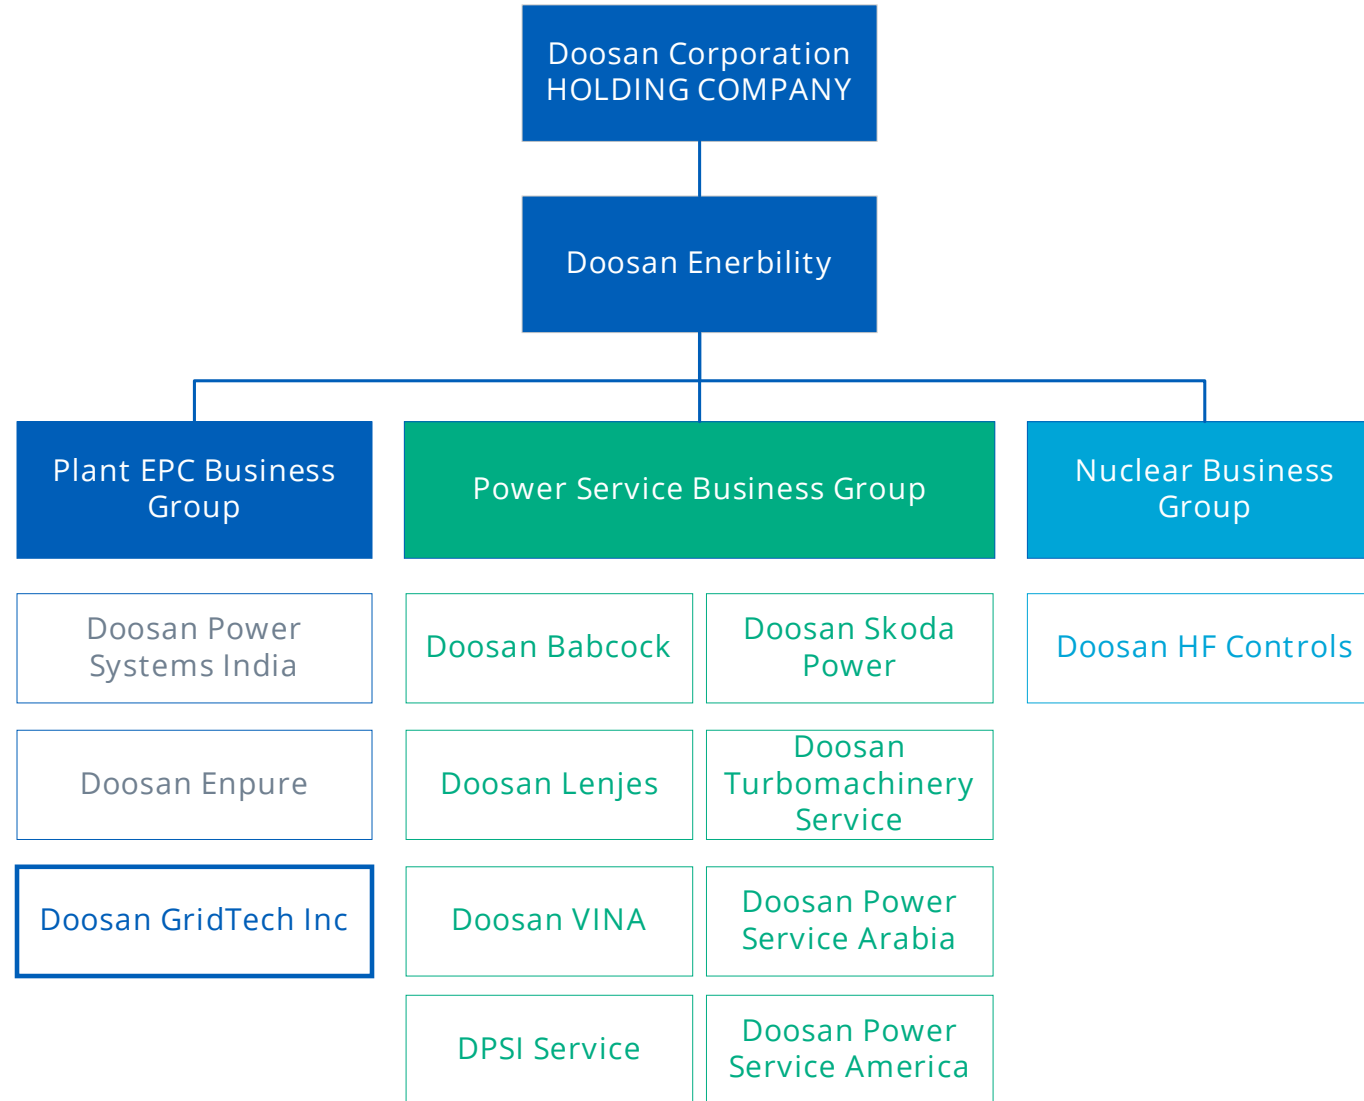 Doosan Corporation
HOLDING COMPANY
Doosan Enerbility
Plant EPC Business
Group
Power Service Business Group
Nuclear Business
Group
Doosan Power
Systems India
Doosan Babcock
Doosan Skoda
Power
Doosan HF Controls
Doosan Enpure
Doosan Lenjes
Doosan
Turbomachinery
Service
Doosan GridTech Inc
Doosan VINA
Doosan Power
Service Arabia
DPSI Service
Doosan Power
Service America